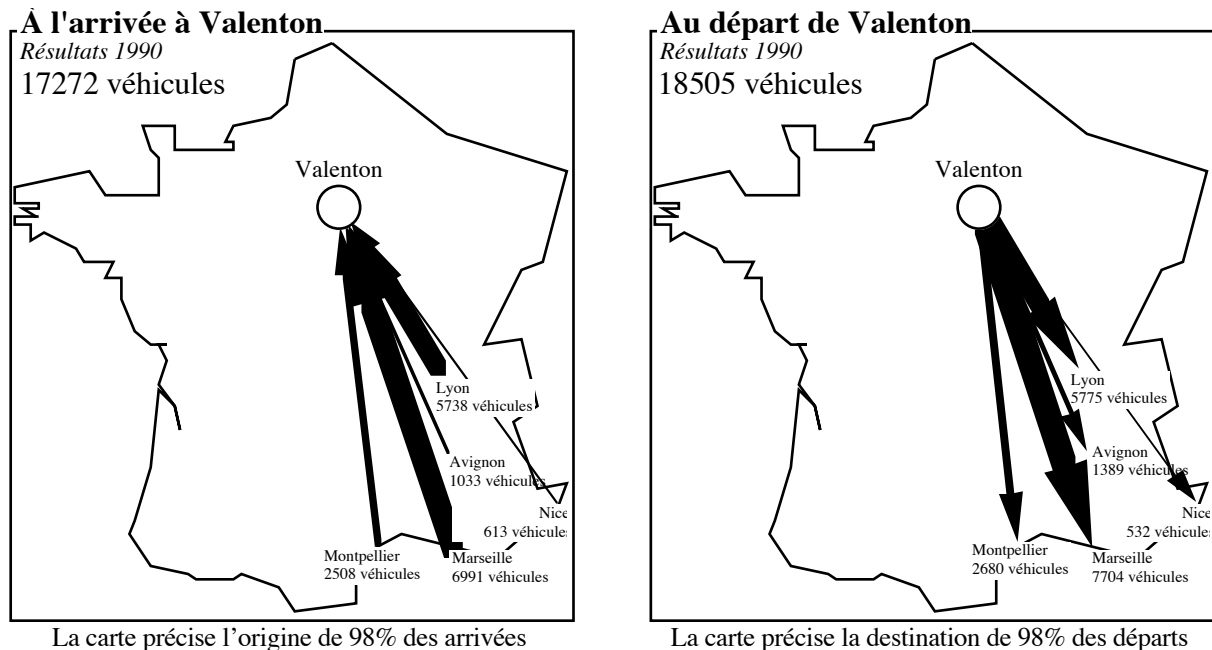 À l'arrivée à Valenton
Résultats 1990
17272 véhicules
Valenton
Lyon
5738 véhicules
Avignon
1033 véhicules
Nice
613 véhicules
Montpellier
2508 véhicules
Marseille
6991 véhicules
La carte précise l’origine de 98% des arrivées
Au départ de Valenton
Résultats 1990
18505 véhicules
Valenton
Lyon
5775 véhicules
Avignon
1389 véhicules
Nice
532 véhicules
Montpellier
2680 véhicules
Marseille
7704 véhicules
La carte précise la destination de 98% des départs